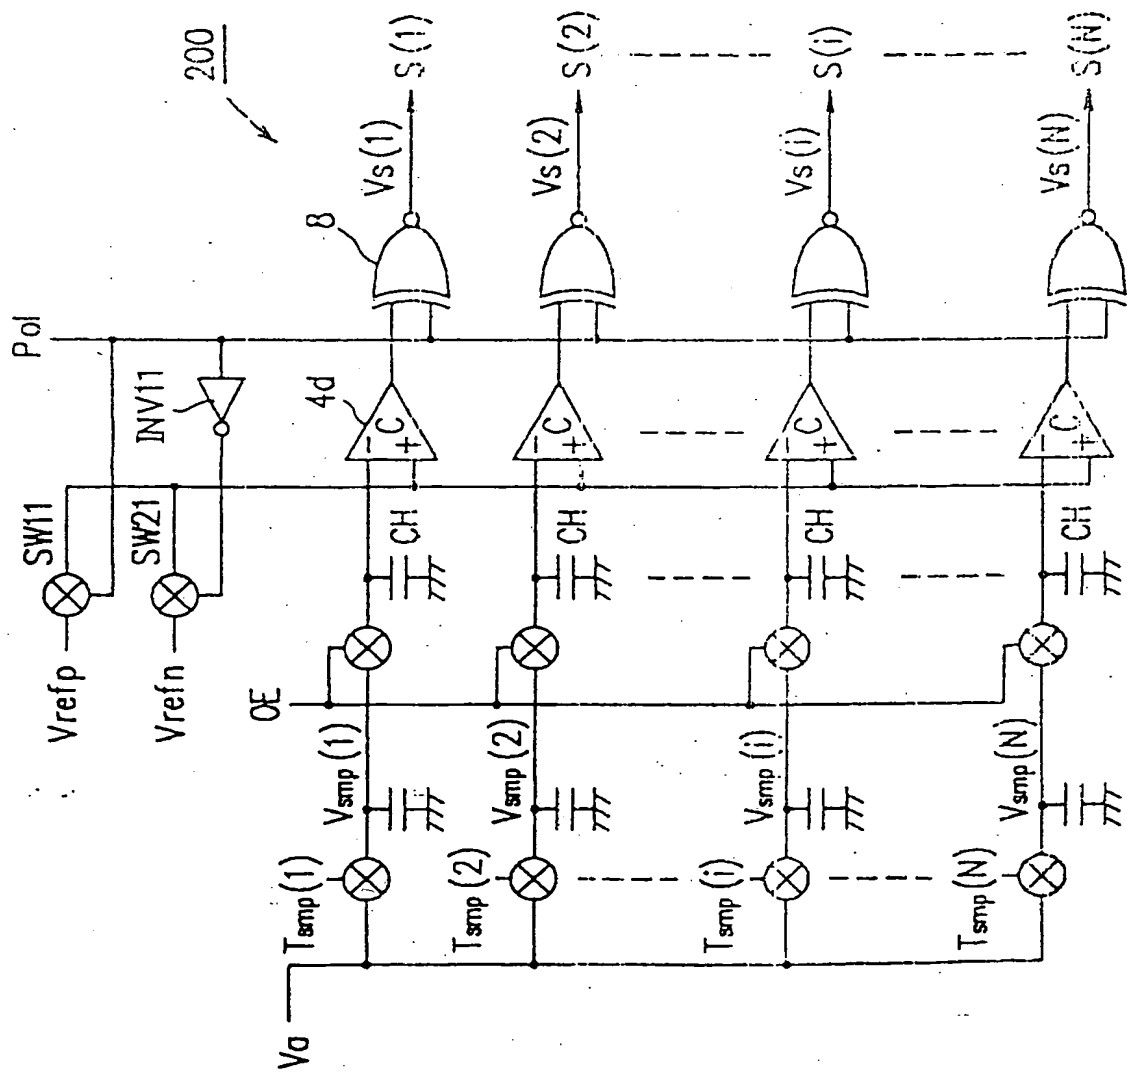 200
Pol
INV11
SW11
SW21
Vrefp
Vrefn
OE
Va
Tsmp(1)
Vsmp(1)
CH
4d
- C +
8
Vs(1)
S(1)
Tsmp(2)
Vsmp(2)
CH
- C +
Vs(2)
S(2)
Tsmp(i)
Vsmp(i)
CH
- C +
Vs(i)
S(i)
Tsmp(N)
Vsmp(N)
CH
- C +
Vs(N)
S(N)